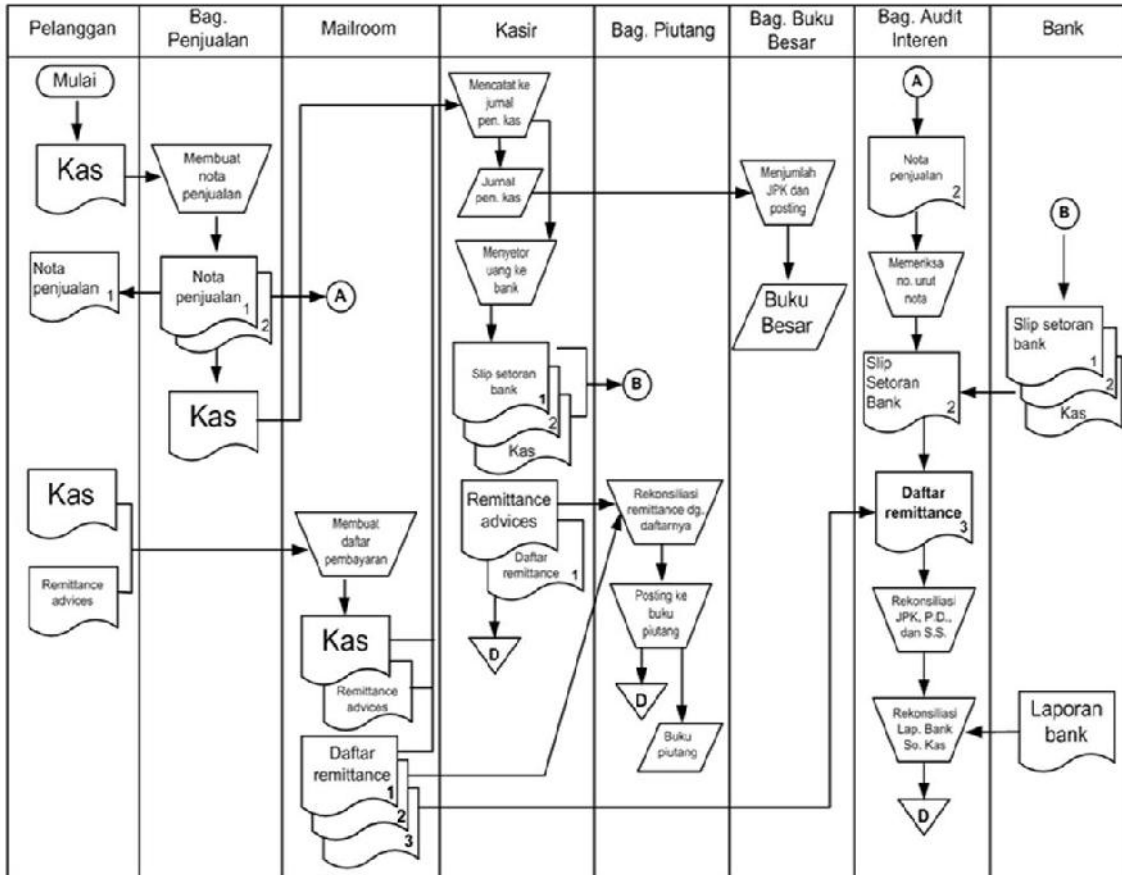 Pelanggan
Bag.
Penjualan
Mailroom
Kasir
Bag. Piutang
Bag. Buku
Besar
Bag. Audit
Interen
Bank
Mulai
Kas
Membuat
nota
penjualan
Nota
penjualan
1
Nota
penjualan
1
2
A
Kas
Kas
Remittance
advices
Membuat
daftar
pembayaran
Kas
Remittance
advices
Daftar
remittance
1
2
3
Mencatat ke
jurnal
pen. kas
Jurnal
pen. kas
Menyetor
uang ke
bank
Slip setoran
bank
1
2
Kas
B
Remittance
advices
Daftar
remittance
1
D
Rekonsiliasi
remittance dg.
daftarnya
Posting ke
buku
piutang
D
Buku
piutang
Menjumlah
JPK dan
posting
Buku
Besar
A
Nota
penjualan
2
Memeriksa
no. urut
nota
Slip
Setoran
Bank
2
Daftar
remittance
3
Rekonsiliasi
JPK, P.D.,
dan S.S.
Rekonsiliasi
Lap. Bank
So. Kas
D
B
Slip setoran
bank
1
2
Kas
Laporan
bank